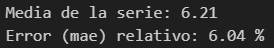 Media de la serie: 6.21
Error (mae) relativo: 6.04 %